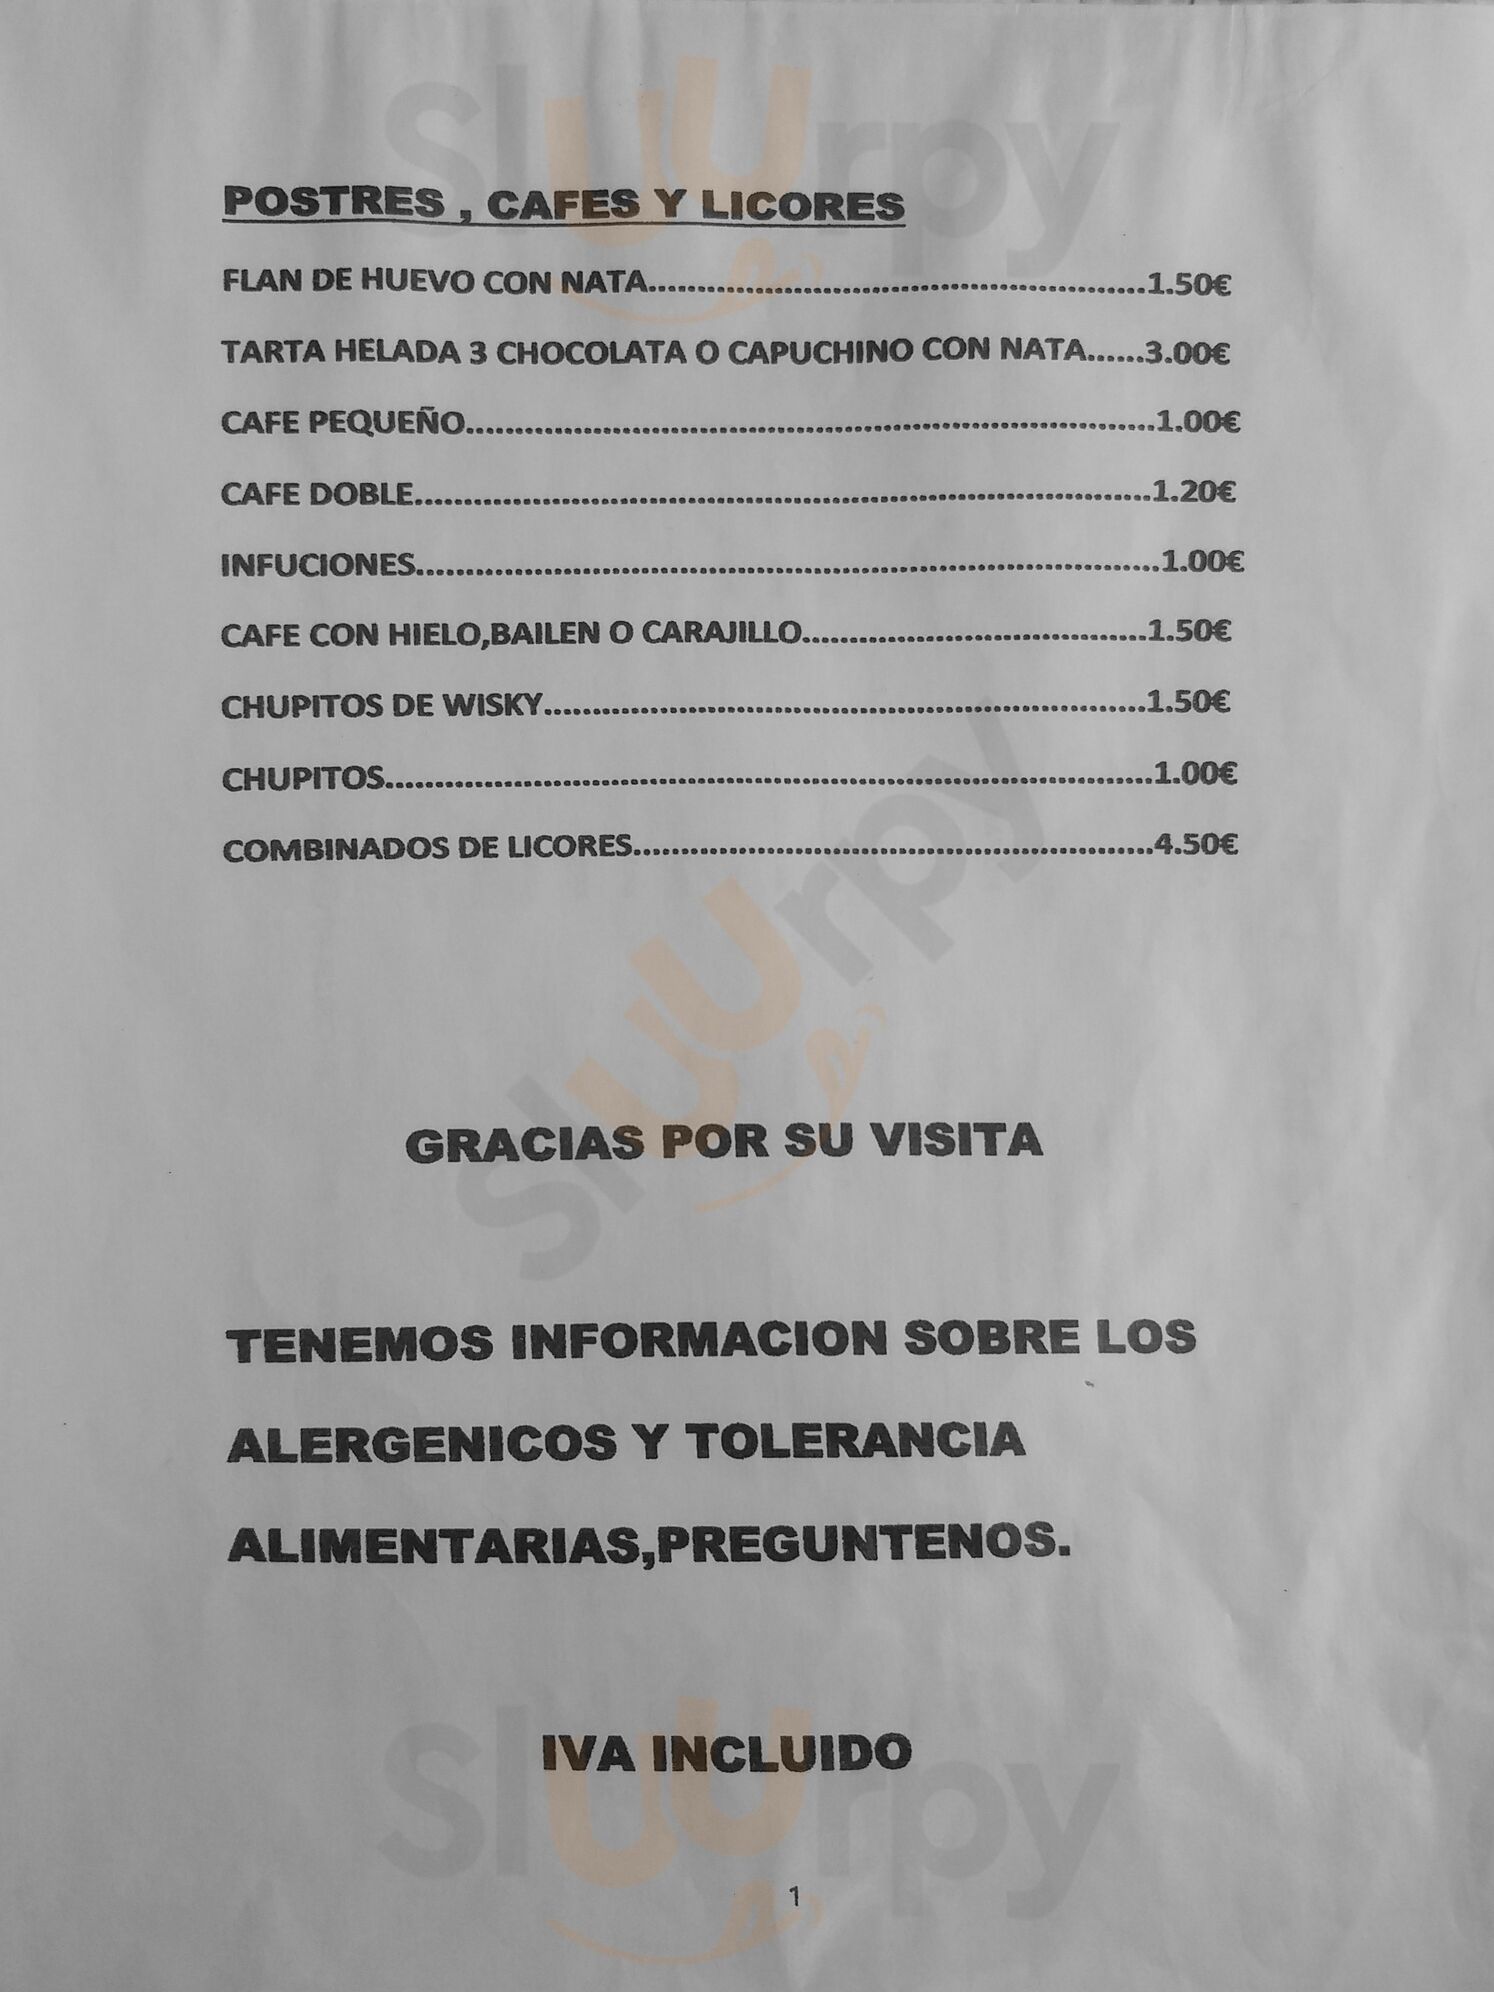 Sluurpy
POSTRES , CAFES Y LICORES
FLAN DE HUEVO CON NATA..................................................1.50€
TARTA HELADA 3 CHOCOLATA O CAPUCHINO CON NATA......3.00€
CAFE PEQUEÑO......................................................................1.00€
CAFE DOBLE...........................................................................1.20€
INFUCIONES...........................................................................1.00€
CAFE CON HIELO,BAILEN O CARAJILLO...................................1.50€
CHUPITOS DE WISKY.............................................................1.50€
CHUPITOS..............................................................................1.00€
COMBINADOS DE LICORES.....................................................4.50€
Sluurpy
GRACIAS POR SU VISITA
TENEMOS INFORMACION SOBRE LOS
ALERGENICOS Y TOLERANCIA
ALIMENTARIAS,PREGUNTENOS.
IVA INCLUIDO
Sluurpy
1